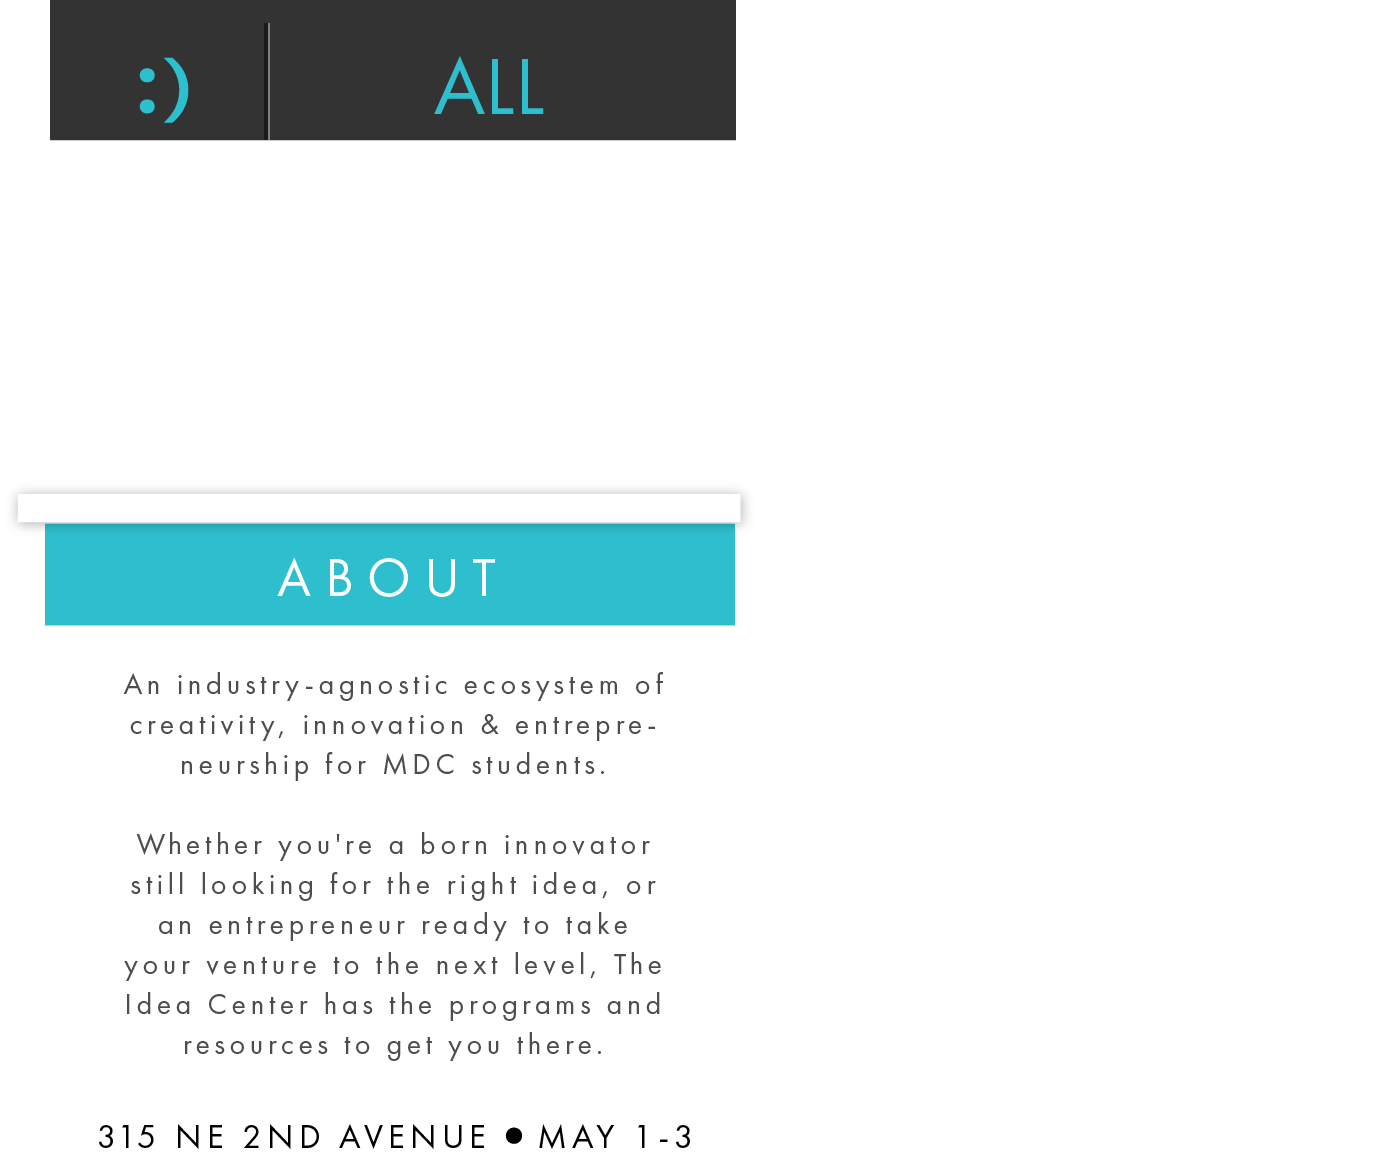 :) ALL
ABOUT
An industry-agnostic ecosystem of
creativity, innovation & entrepre-
neurship for MDC students.
Whether you're a born innovator
still looking for the right idea, or
an entrepreneur ready to take
your venture to the next level, The
Idea Center has the programs and
resources to get you there.
315 NE 2ND AVENUE ● MAY 1-3